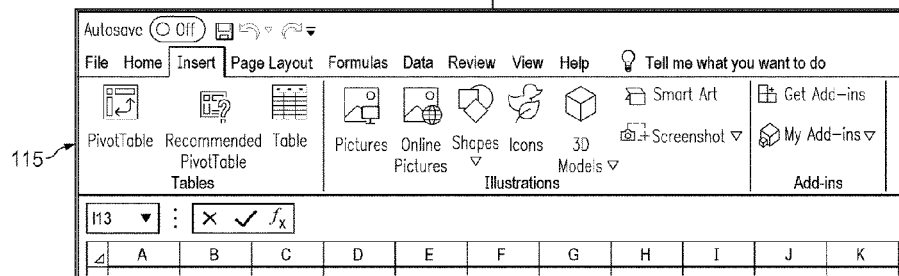 Autosave Off
File Home Insert Page Layout Formulas Data Review View Help Tell me what you want to do
PivotTable Recommended PivotTable Table
Tables
Pictures Online Pictures Shapes Icons 3D Models
Smart Art
Screenshot
Illustrations
Get Add-ins
My Add-ins
Add-ins
115
I13 fx
A B C D E F G H I J K